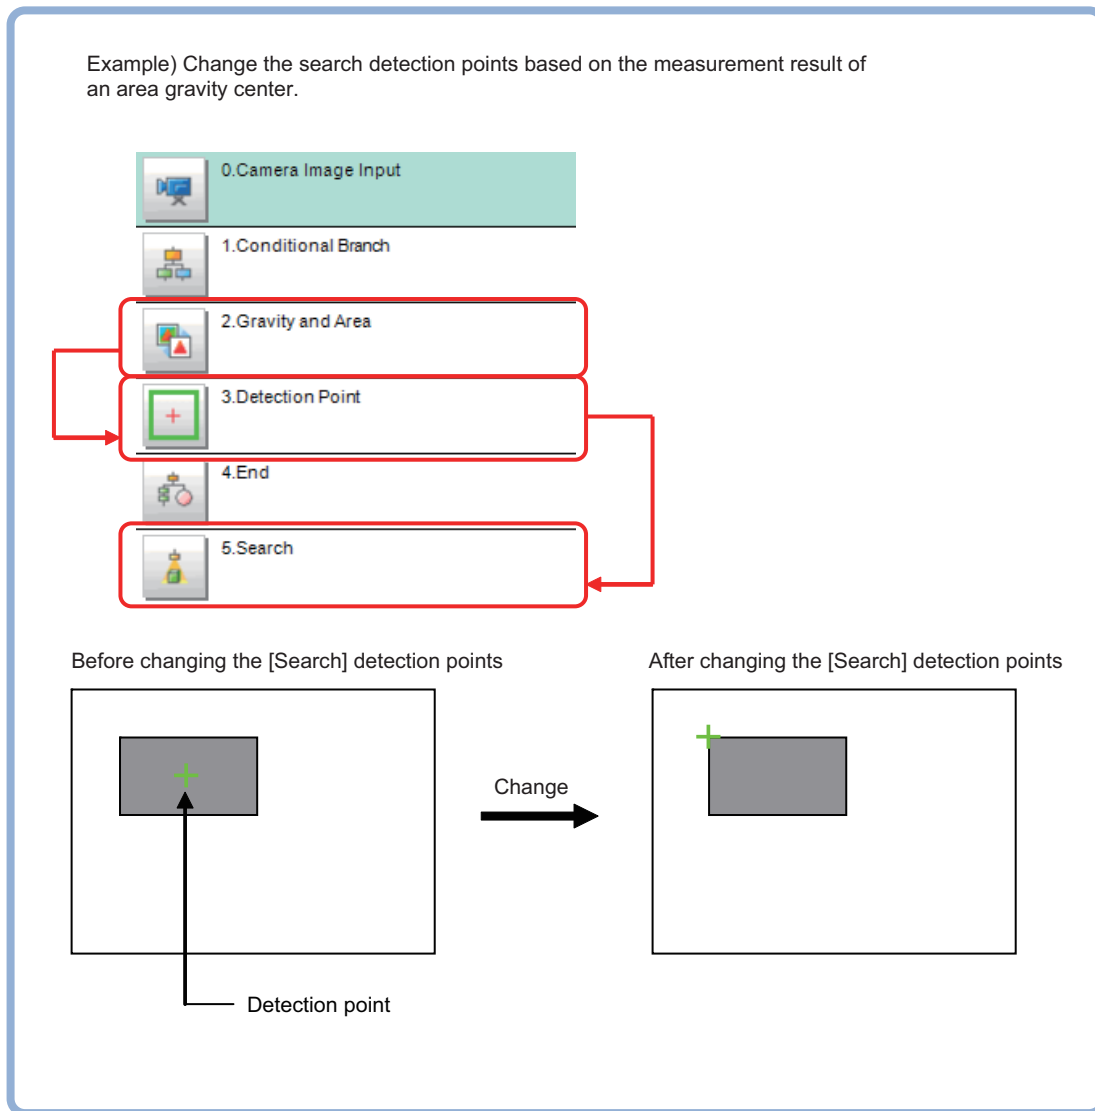 Example) Change the search detection points based on the measurement result of
an area gravity center.
0.Camera Image Input
1.Conditional Branch
2.Gravity and Area
3.Detection Point
4.End
5.Search
Before changing the [Search] detection points
After changing the [Search] detection points
Change
Detection point